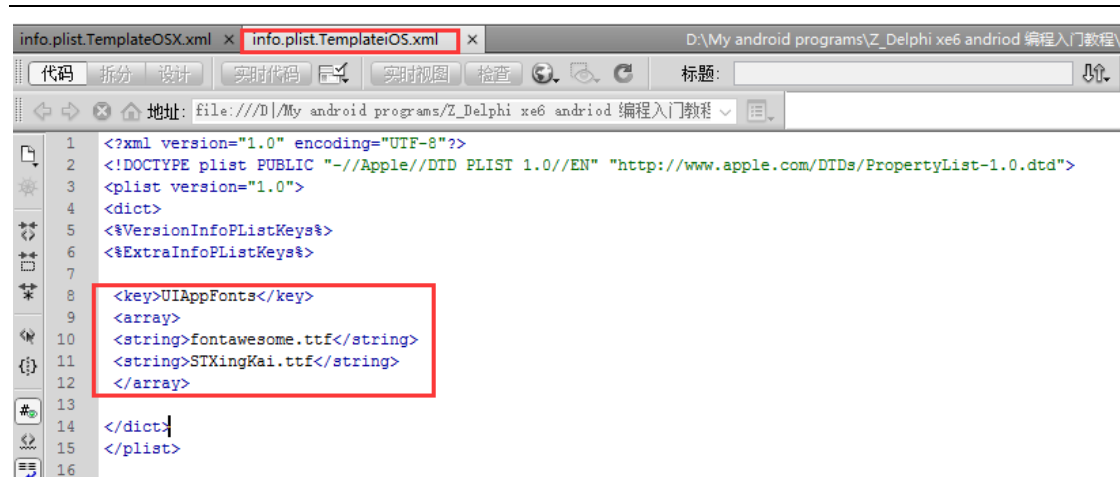 info.plist.TemplateOSX.xml × info.plist.TemplateiOS.xml × D:\My android programs\Z_Delphi xe6 andriod 编程入门教程\
代码 拆分 设计 实时代码 实时视图 检查 标题:
地址: file:///D|/My android programs/Z_Delphi xe6 andriod 编程入门教程
1 <?xml version="1.0" encoding="UTF-8"?>
2 <!DOCTYPE plist PUBLIC "-//Apple//DTD PLIST 1.0//EN" "http://www.apple.com/DTDs/PropertyList-1.0.dtd">
3 <plist version="1.0">
4 <dict>
5 <%VersionInfoPListKeys%>
6 <%ExtraInfoPListKeys%>
7
8 <key>UIAppFonts</key>
9 <array>
10 <string>fontawesome.ttf</string>
11 <string>STXingKai.ttf</string>
12 </array>
13
14 </dict>
15 </plist>
16